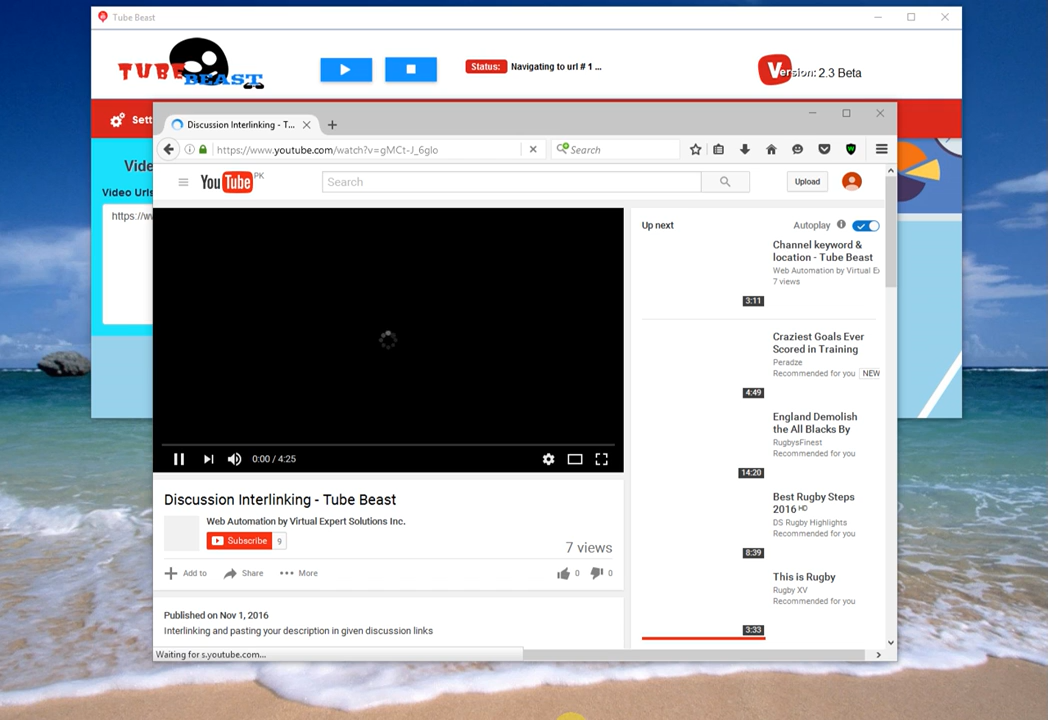 Tube Beast
TUBE BEAST
Status: Navigating to url # 1 ...
Version: 2.3 Beta
Sett
Discussion Interlinking - T...
https://www.youtube.com/watch?v=gMCt-J_6glo
Search
YouTube PK
Search
Upload
Vide
Video Urls
https://w
Up next
Autoplay
Channel keyword &
location - Tube Beast
Web Automation by Virtual E
7 views
3:11
Craziest Goals Ever
Scored in Training
Peradze
Recommended for you NEW
4:49
England Demolish
the All Blacks By
RugbysFinest
Recommended for you
14:20
Best Rugby Steps
2016 HD
DS Rugby Highlights
Recommended for you
8:39
This is Rugby
Rugby XV
Recommended for you
3:33
0:00 / 4:25
Discussion Interlinking - Tube Beast
Web Automation by Virtual Expert Solutions Inc.
Subscribe 9
7 views
Add to Share More 0 0
Published on Nov 1, 2016
Interlinking and pasting your description in given discussion links
Waiting for s.youtube.com...